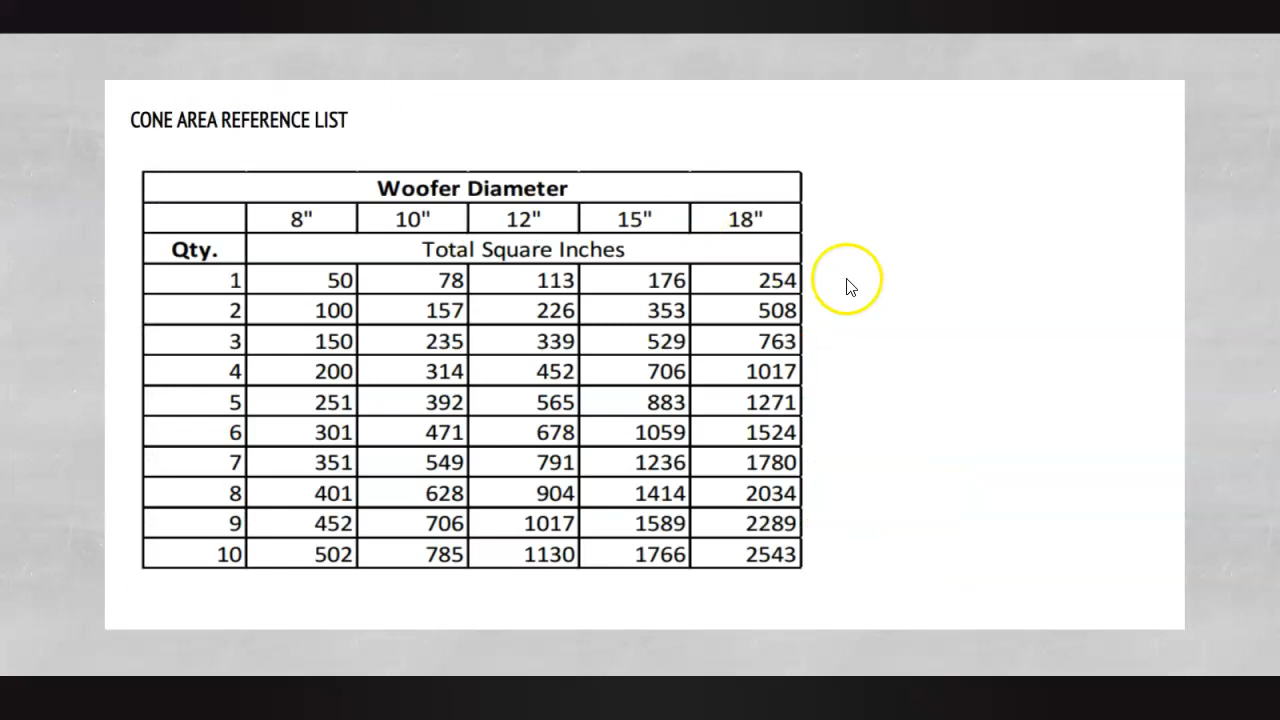 CONE AREA REFERENCE LIST
Woofer Diameter
8" 10" 12" 15" 18"
Qty. Total Square Inches
1 50 78 113 176 254
2 100 157 226 353 508
3 150 235 339 529 763
4 200 314 452 706 1017
5 251 392 565 883 1271
6 301 471 678 1059 1524
7 351 549 791 1236 1780
8 401 628 904 1414 2034
9 452 706 1017 1589 2289
10 502 785 1130 1766 2543